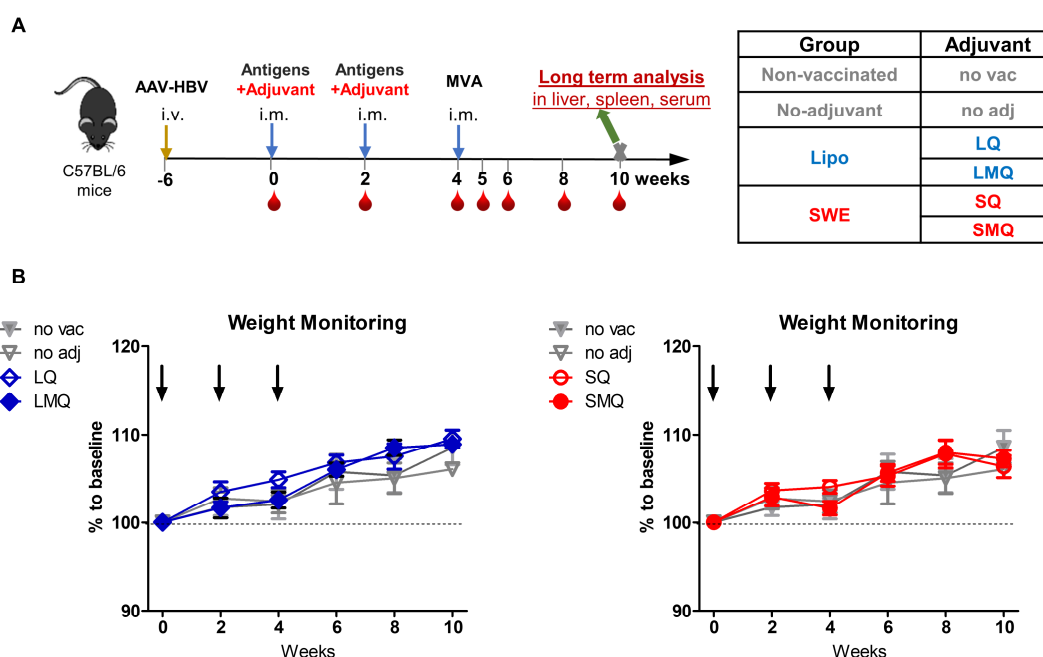 A
AAV-HBV
i.v.
Antigens
+Adjuvant
i.m.
Antigens
+Adjuvant
i.m.
MVA
i.m.
Long term analysis
in liver, spleen, serum
C57BL/6
mice
-6 0 2 4 5 6 8 10 weeks
Group Adjuvant
Non-vaccinated no vac
No-adjuvant no adj
Lipo LQ
LMQ
SWE SQ
SMQ
B
no vac
no adj
LQ
LMQ
Weight Monitoring
% to baseline
120
110
100
90
0 2 4 6 8 10
Weeks
no vac
no adj
SQ
SMQ
Weight Monitoring
% to baseline
120
110
100
90
0 2 4 6 8 10
Weeks